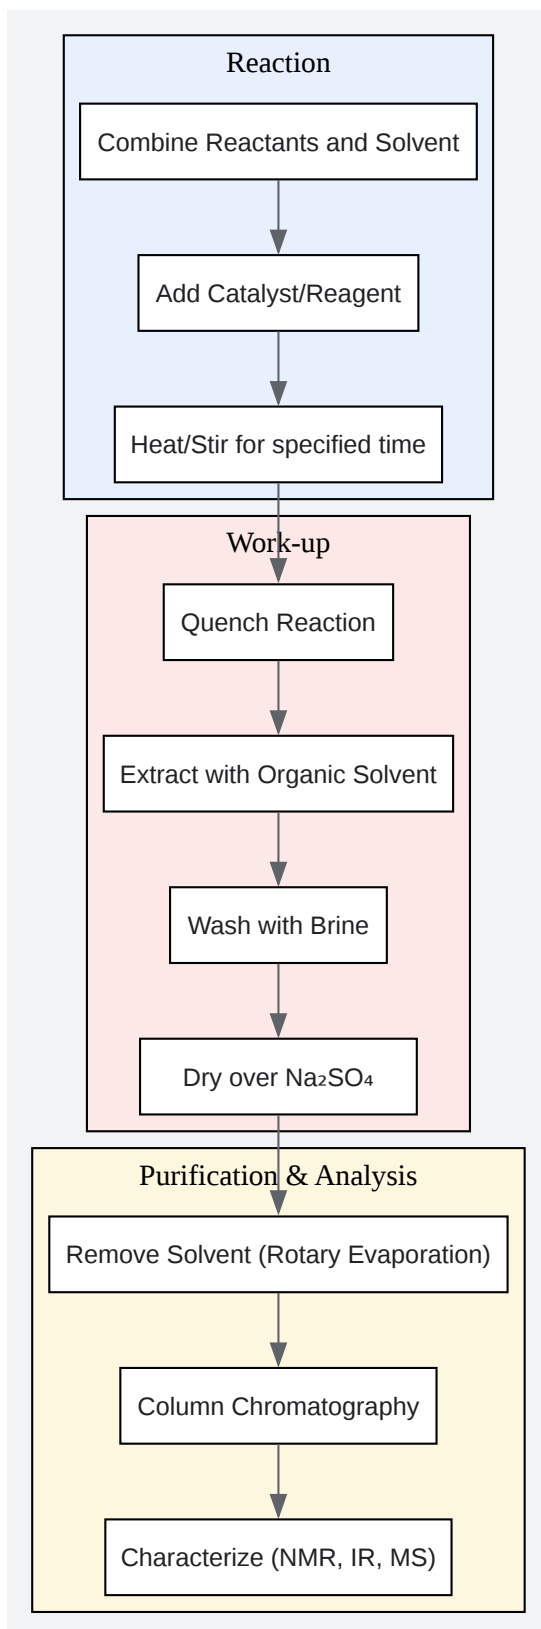 Reaction
Combine Reactants and Solvent
Add Catalyst/Reagent
Heat/Stir for specified time
Work-up
Quench Reaction
Extract with Organic Solvent
Wash with Brine
Dry over Na₂SO₄
Purification & Analysis
Remove Solvent (Rotary Evaporation)
Column Chromatography
Characterize (NMR, IR, MS)